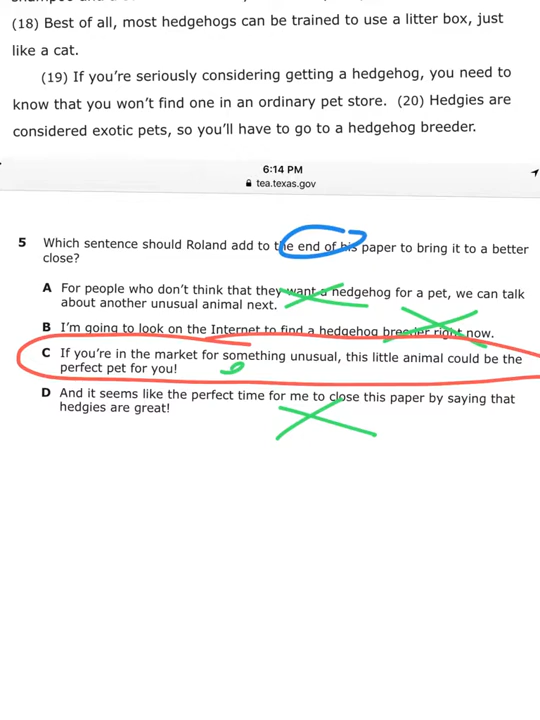 (18) Best of all, most hedgehogs can be trained to use a litter box, just
like a cat.
(19) If you’re seriously considering getting a hedgehog, you need to
know that you won’t find one in an ordinary pet store. (20) Hedgies are
considered exotic pets, so you’ll have to go to a hedgehog breeder.
6:14 PM
tea.texas.gov
5 Which sentence should Roland add to the end of his paper to bring it to a better
close?
A For people who don’t think that they want a hedgehog for a pet, we can talk
about another unusual animal next.
B I’m going to look on the Internet to find a hedgehog breeder right now.
C If you’re in the market for something unusual, this little animal could be the
perfect pet for you!
D And it seems like the perfect time for me to close this paper by saying that
hedgies are great!